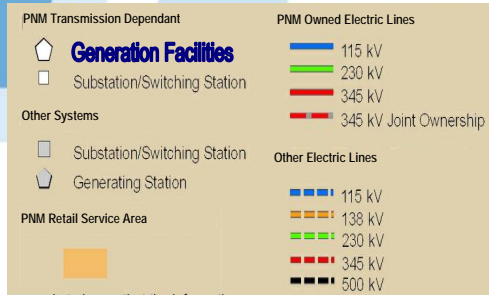 PNM Transmission Dependant
Generation Facilities
Substation/Switching Station
Other Systems
Substation/Switching Station
Generating Station
PNM Retail Service Area
PNM Owned Electric Lines
115 kV
230 kV
345 kV
345 kV Joint Ownership
Other Electric Lines
115 kV
138 kV
230 kV
345 kV
500 kV